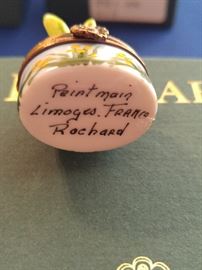 Peint main
Limoges. France
Rochard